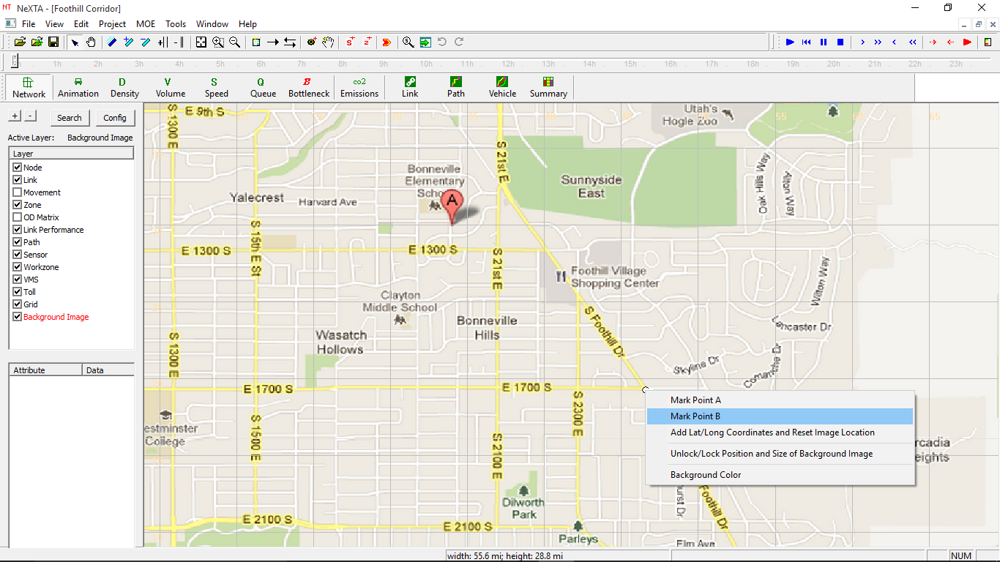 NeXTA - [Foothill Corridor]
File View Edit Project MOE Tools Window Help
1h 2h 3h 4h 5h 6h 7h 8h 9h 10h 11h 12h 13h 14h 15h 16h 17h 18h 19h 20h 21h 22h 23h
D V S Q B co2
Network Animation Density Volume Speed Queue Bottleneck Emissions Link Path Vehicle Summary
+ - Search Config
Active Layer: Background Image
Layer
Node
Link
Movement
Zone
OD Matrix
Link Performance
Path
Sensor
Workzone
VMS
Toll
Grid
Background Image
Attribute Data
S 1300 E
E 9th S
S 21st E
Utah's
Hogle Zoo
55
65
Bonneville
Elementary
School
A
Sunnyside
East
Oak Hills Way
Alton Way
Yalecrest
Harvard Ave
S 15th E St
E 1300 S
E 1300 S
S 21st E
Foothill Village
Shopping Center
Wilton Way
Clayton
Middle School
S Foothill Dr
Bonneville
Hills
Lancaster Dr
Wasatch
Hollows
S 1300 E
Skyline Dr
Comanche Dr
E 1700 S
E 1700 S
S 2300 E
Mark Point A
Mark Point B
Add Lat/Long Coordinates and Reset Image Location
Unlock/Lock Position and Size of Background Image
Background Color
estminster
College
S 1500 E
S 2100 E
rcadia
eights
Dilworth
Park
urst Dr
Foothill Dr
E 2100 S
E 2100 S
Parleys
Elm Ave
width: 55.6 mi; height: 28.8 mi
NUM